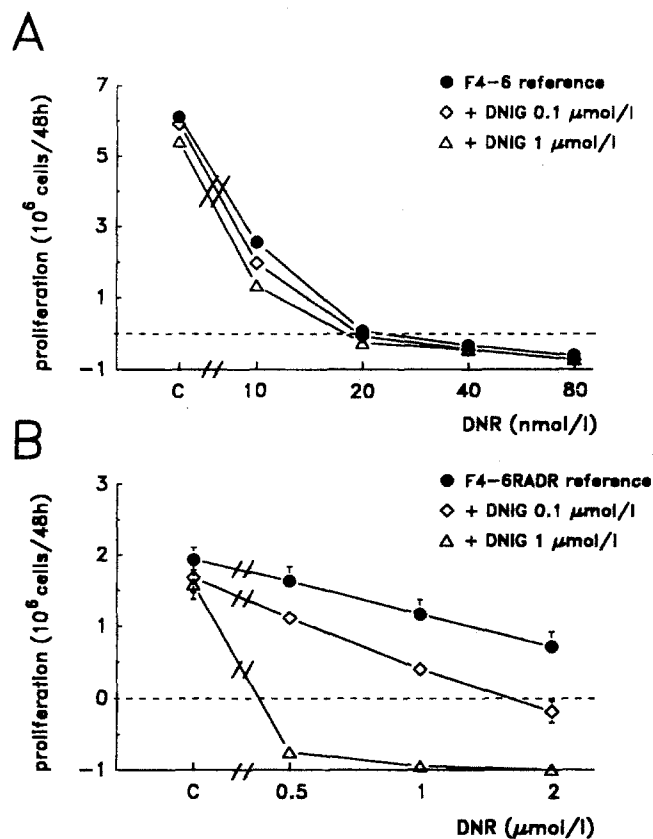 A
7
5
3
1
−1
proliferation (10⁶ cells/48h)
● F4−6 reference
◇ + DNIG 0.1 μmol/l
△ + DNIG 1 μmol/l
C 10 20 40 80
DNR (nmol/l)
B
3
2
1
0
−1
proliferation (10⁶ cells/48h)
● F4−6RADR reference
◇ + DNIG 0.1 μmol/l
△ + DNIG 1 μmol/l
C 0.5 1 2
DNR (μmol/l)